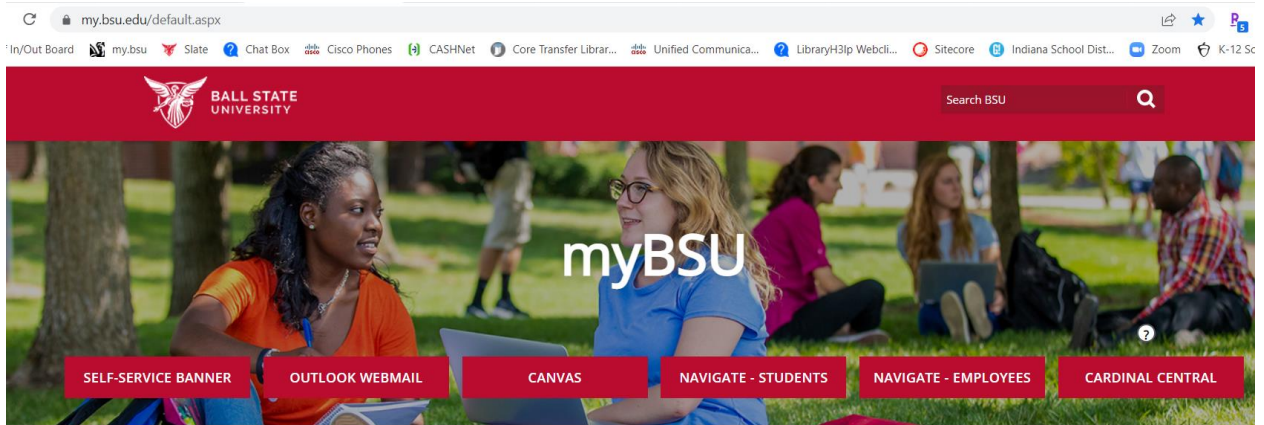 my.bsu.edu/default.aspx
In/Out Board my.bsu Slate Chat Box Cisco Phones CASHNet Core Transfer Librar... Unified Communica... LibraryH3lp Webcli... Sitecore Indiana School Dist... Zoom K-12 Sc
BALL STATE
UNIVERSITY
Search BSU
myBSU
?
SELF-SERVICE BANNER OUTLOOK WEBMAIL CANVAS NAVIGATE - STUDENTS NAVIGATE - EMPLOYEES CARDINAL CENTRAL